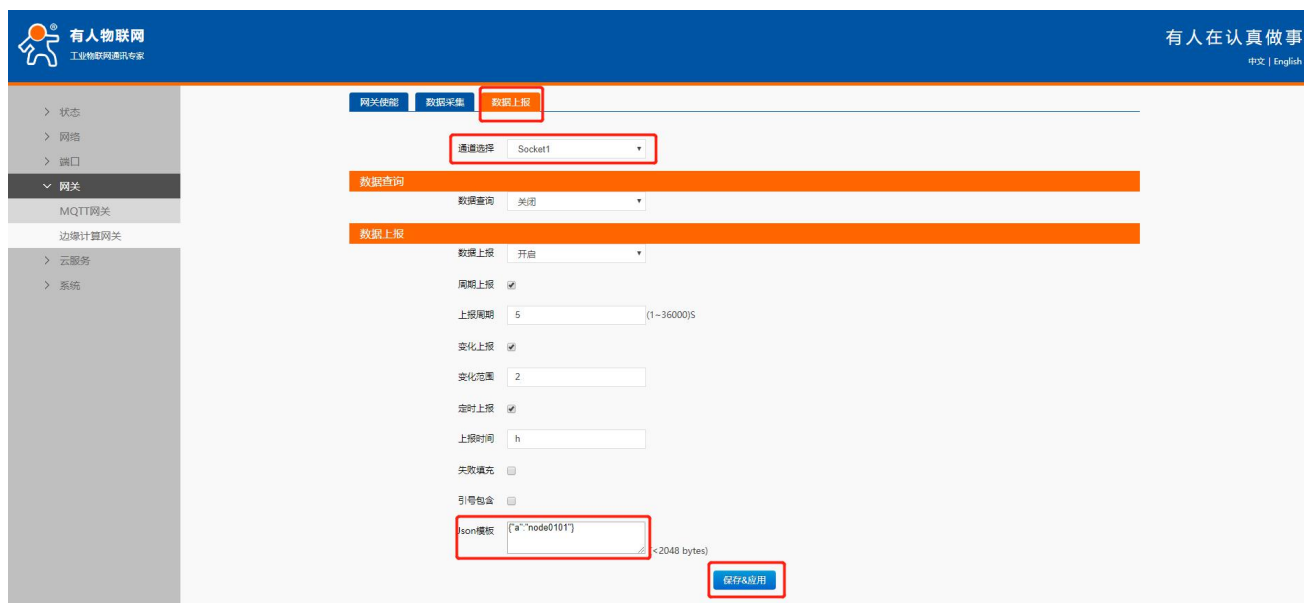 有人物联网
工业物联网通讯专家
有人在认真做事
中文 | English
状态
网络
端口
网关
MQTT网关
边缘计算网关
云服务
系统
网关使能 数据采集 数据上报
通道选择 Socket1
数据查询
数据查询 关闭
数据上报
数据上报 开启
周期上报
上报周期 5 (1~36000)S
变化上报
变化范围 2
定时上报
上报时间 h
失败填充
引号包含
Json模板 {"a":"node0101"} <2048 bytes)
保存&应用